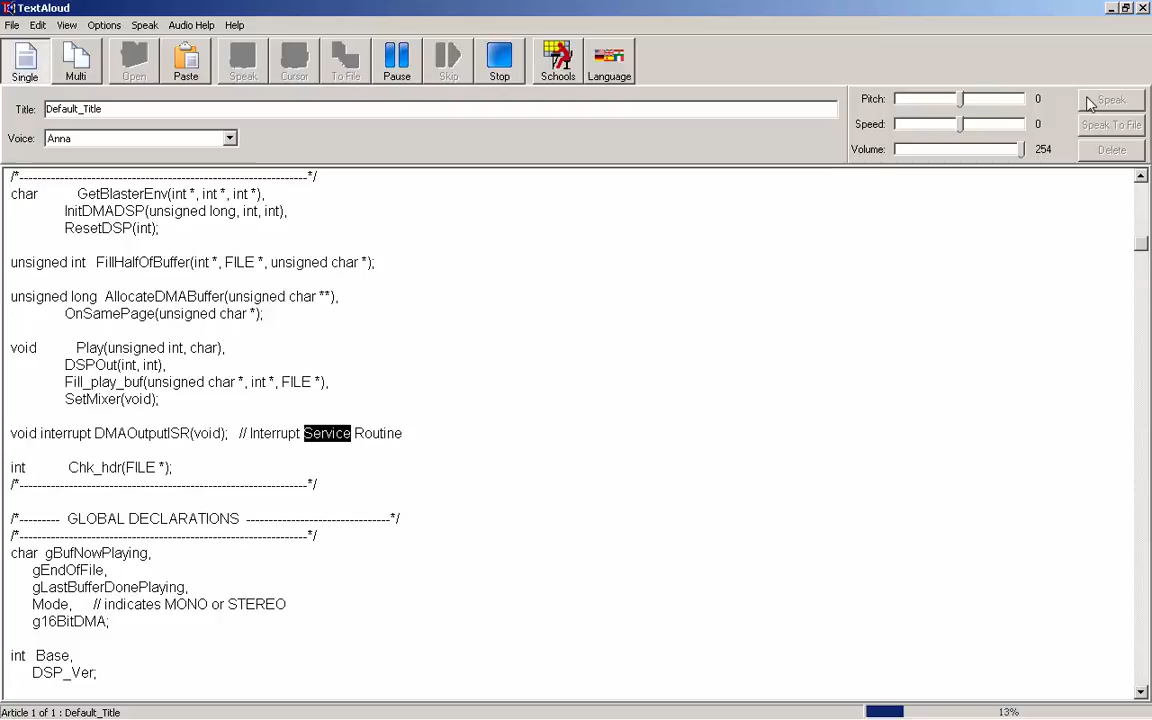 TextAloud
File Edit View Options Speak Audio Help Help
Single Multi Open Paste Speak Cursor To File Pause Skip Stop Schools Language
Title: Default_Title
Voice: Anna
Pitch: 0 Speak
Speed: 0 Speak To File
Volume: 254 Delete
/*-----------------------------------------------------------*/
char GetBlasterEnv(int *, int *, int *),
InitDMADSP(unsigned long, int, int),
ResetDSP(int);
unsigned int FillHalfOfBuffer(int *, FILE *, unsigned char *);
unsigned long AllocateDMABuffer(unsigned char **),
OnSamePage(unsigned char *);
void Play(unsigned int, char),
DSPOut(int, int),
Fill_play_buf(unsigned char *, int *, FILE *),
SetMixer(void);
void interrupt DMAOutputISR(void); // Interrupt Service Routine
int Chk_hdr(FILE *);
/*-----------------------------------------------------------*/
/*--------- GLOBAL DECLARATIONS --------------------------------*/
/*-----------------------------------------------------------*/
char gBufNowPlaying,
gEndOfFile,
gLastBufferDonePlaying,
Mode, // indicates MONO or STEREO
g16BitDMA;
int Base,
DSP_Ver;
Article 1 of 1 : Default_Title 13%